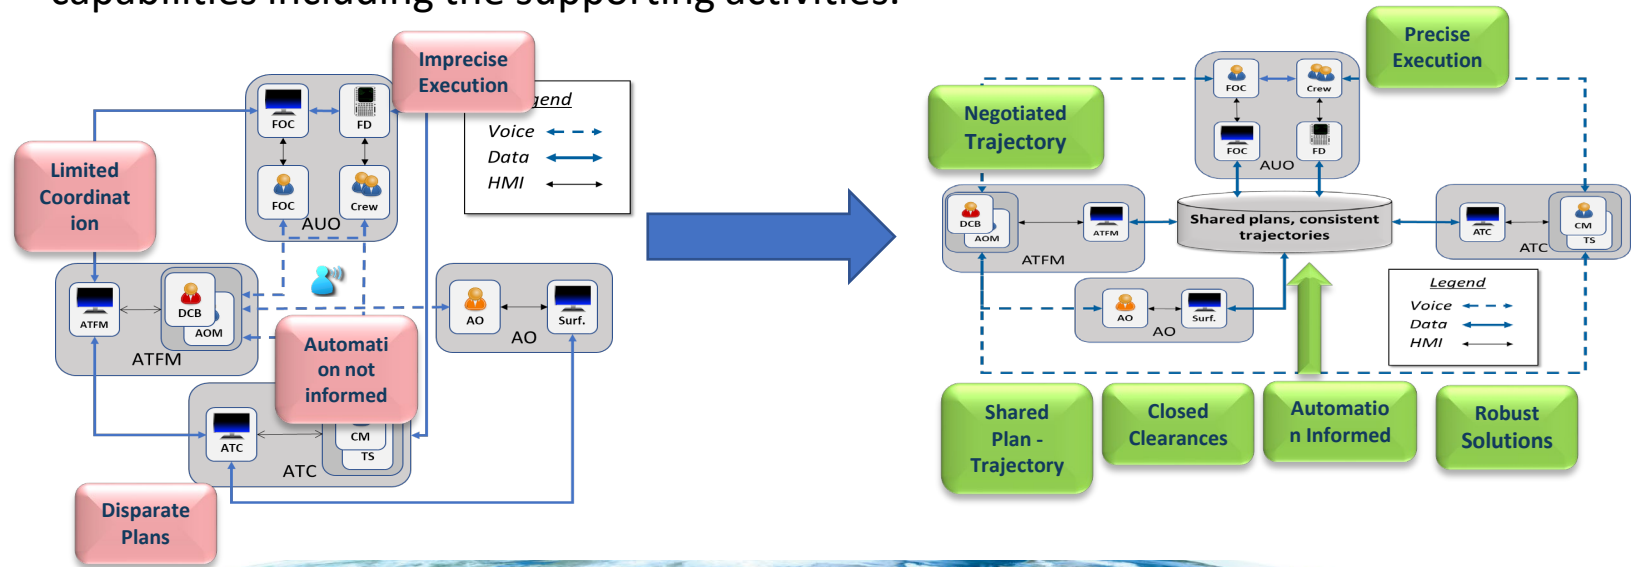 capabilities including the supporting activities.
Imprecise
Execution
FOC
FD
FOC
Crew
AUO
gend
Voice
Data
HMI
Limited
Coordinat
ion
ATFM
DCB
AOM
ATFM
AO
Surf.
AO
Automati
on not
informed
ATC
CM
TS
ATC
Disparate
Plans
Precise
Execution
Negotiated
Trajectory
FOC
Crew
FOC
FD
AUO
DCB
AOM
ATFM
ATFM
Shared plans, consistent
trajectories
ATC
CM
TS
ATC
AO
Surf.
AO
Legend
Voice
Data
HMI
Shared
Plan -
Trajectory
Closed
Clearances
Automatio
n Informed
Robust
Solutions